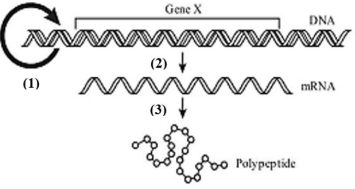 Gene X
DNA
(1)
(2)
mRNA
(3)
Polypeptide